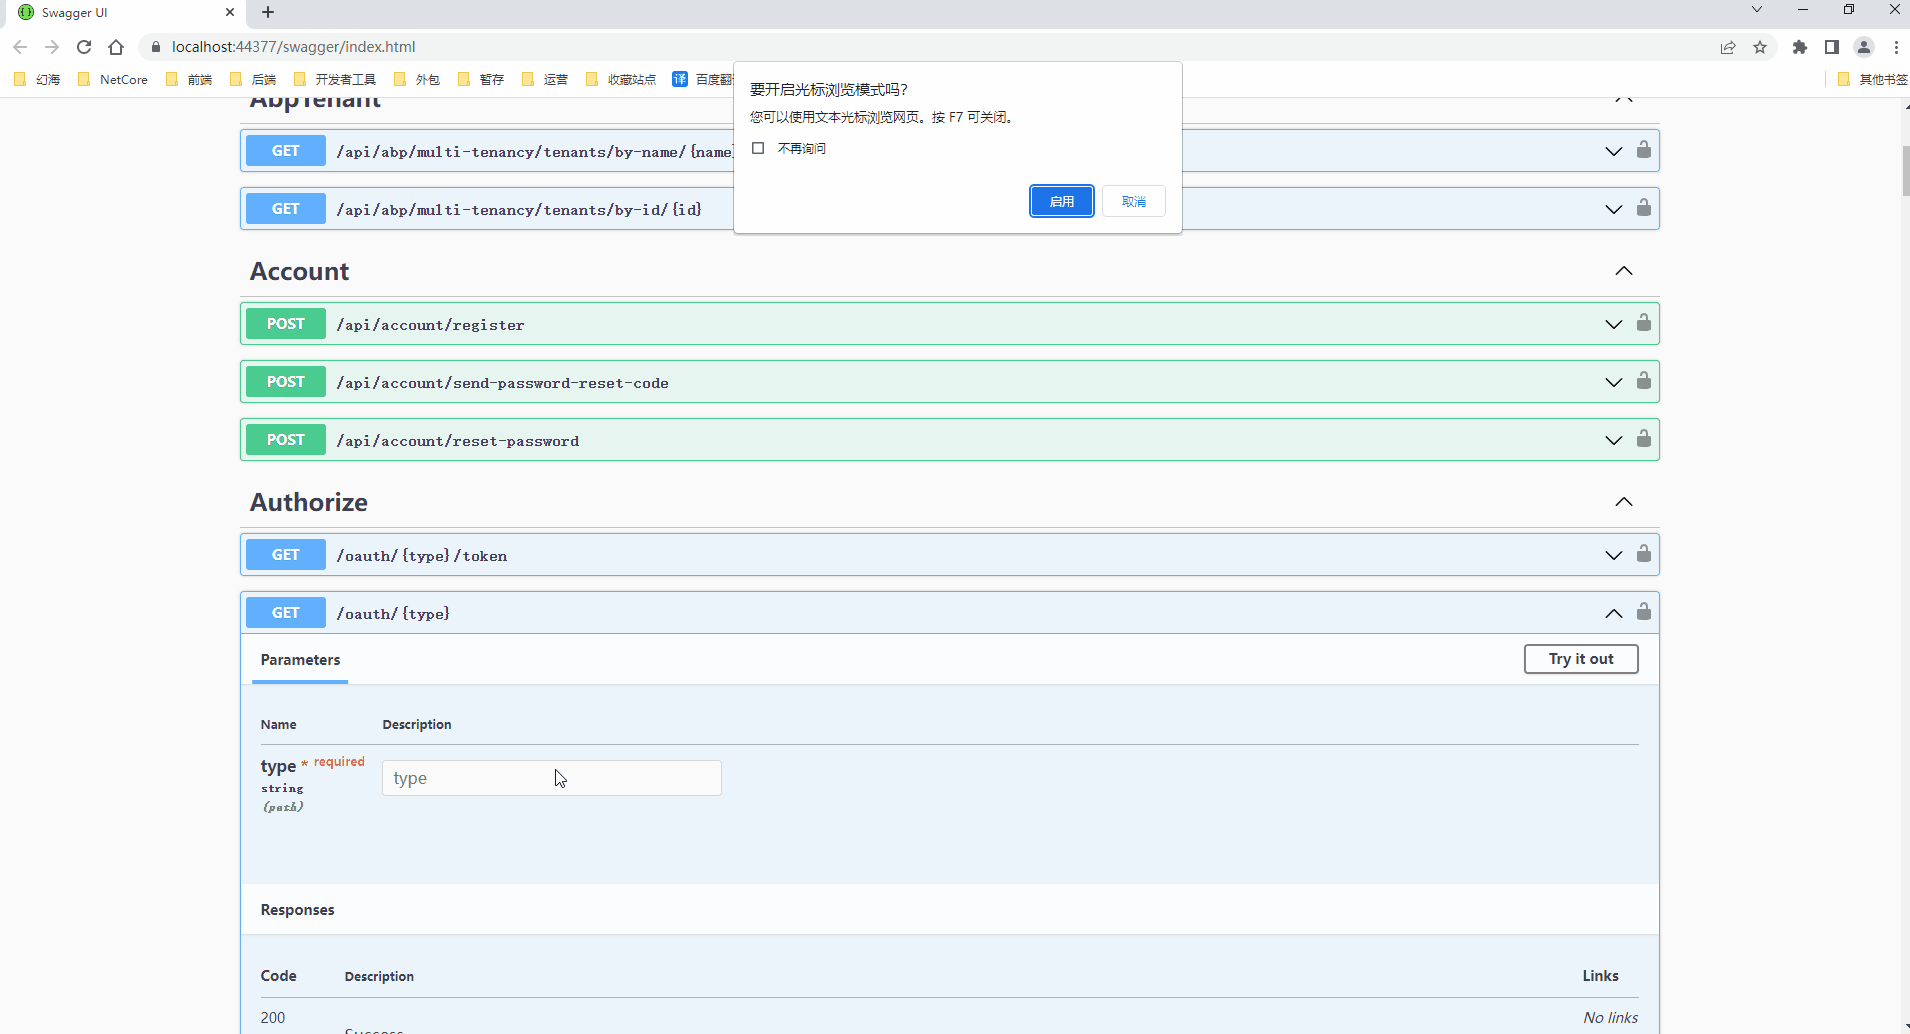 Swagger UI
localhost:44377/swagger/index.html
幻海 NetCore 前端 后端 开发者工具 外包 暂存 运营 收藏站点 译 其他书签
要开启光标浏览模式吗?
您可以使用文本光标浏览网页。按 F7 可关闭。
不再询问
启用 取消
AbpTenant
GET /api/abp/multi-tenancy/tenants/by-name/{name}
GET /api/abp/multi-tenancy/tenants/by-id/{id}
Account
POST /api/account/register
POST /api/account/send-password-reset-code
POST /api/account/reset-password
Authorize
GET /oauth/{type}/token
GET /oauth/{type}
Parameters Try it out
Name Description
type * required type
string
(path)
Responses
Code Description Links
200 Success No links